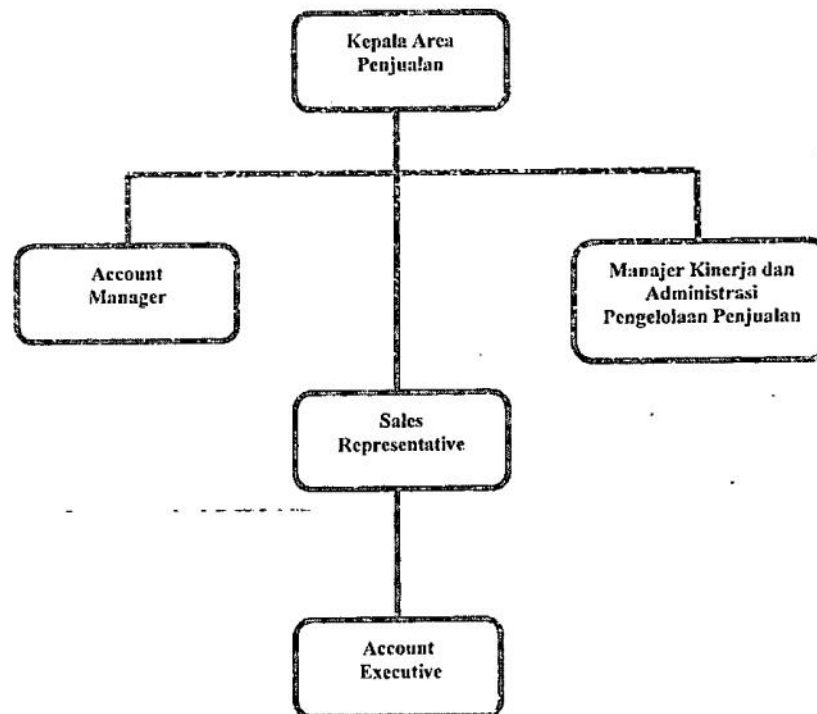 Kepala Area
Penjualan
Account
Manager
Manajer Kinerja dan
Administrasi
Pengelolaan Penjualan
Sales
Representative
Account
Executive